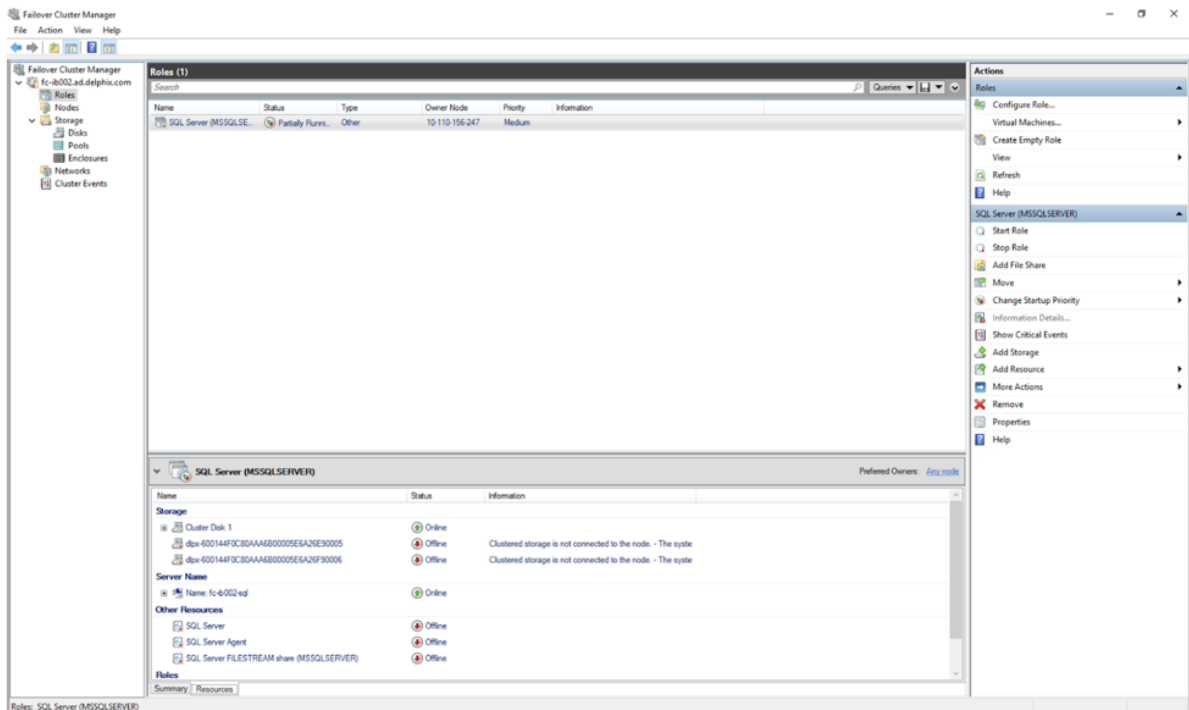 Failover Cluster Manager
File Action View Help
Failover Cluster Manager
fc-ib002.ad.delphix.com
Roles
Nodes
Storage
Disks
Pools
Enclosures
Networks
Cluster Events
Roles (1)
Search
Queries
Name Status Type Owner Node Priority Information
SQL Server (MSSQLSE... Partially Runni... Other 10-110-156-247 Medium
SQL Server (MSSQLSERVER)
Preferred Owners: Any node
Name Status Information
Storage
Cluster Disk 1 Online
dlpx-600144F0C80AAA6B00005E6A26E90005 Offline Clustered storage is not connected to the node. - The syste
dlpx-600144F0C80AAA6B00005E6A26F90006 Offline Clustered storage is not connected to the node. - The syste
Server Name
Name: fc-ib002-sql Online
Other Resources
SQL Server Offline
SQL Server Agent Offline
SQL Server FILESTREAM share (MSSQLSERVER) Offline
Roles
Summary Resources
Actions
Roles
Configure Role...
Virtual Machines...
Create Empty Role
View
Refresh
Help
SQL Server (MSSQLSERVER)
Start Role
Stop Role
Add File Share
Move
Change Startup Priority
Information Details...
Show Critical Events
Add Storage
Add Resource
More Actions
Remove
Properties
Help
Roles: SQL Server (MSSQLSERVER)